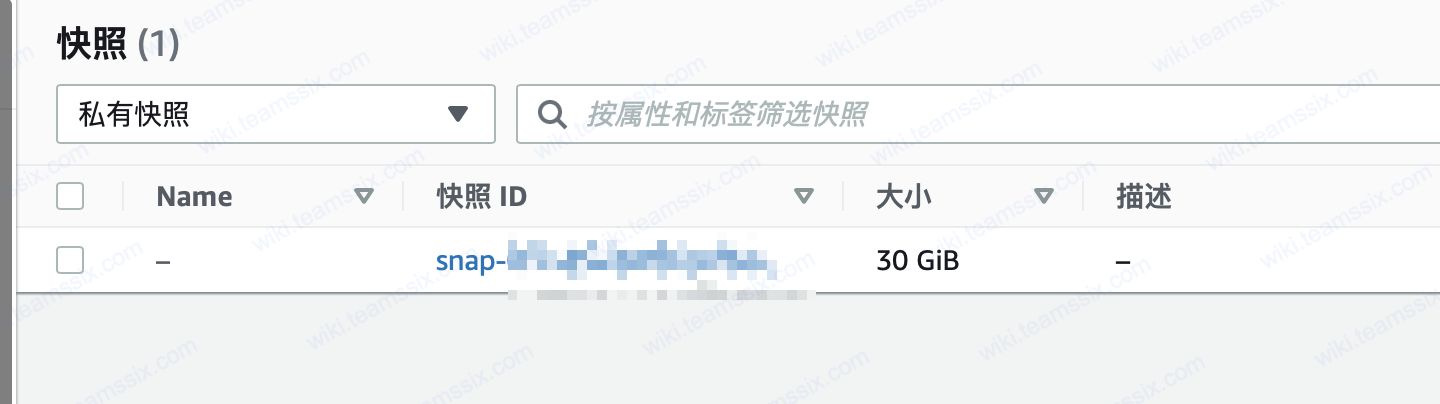 快照 (1)
私有快照
按属性和标签筛选快照
Name 快照 ID 大小 描述
– snap- 30 GiB –
wiki.teamssix.com